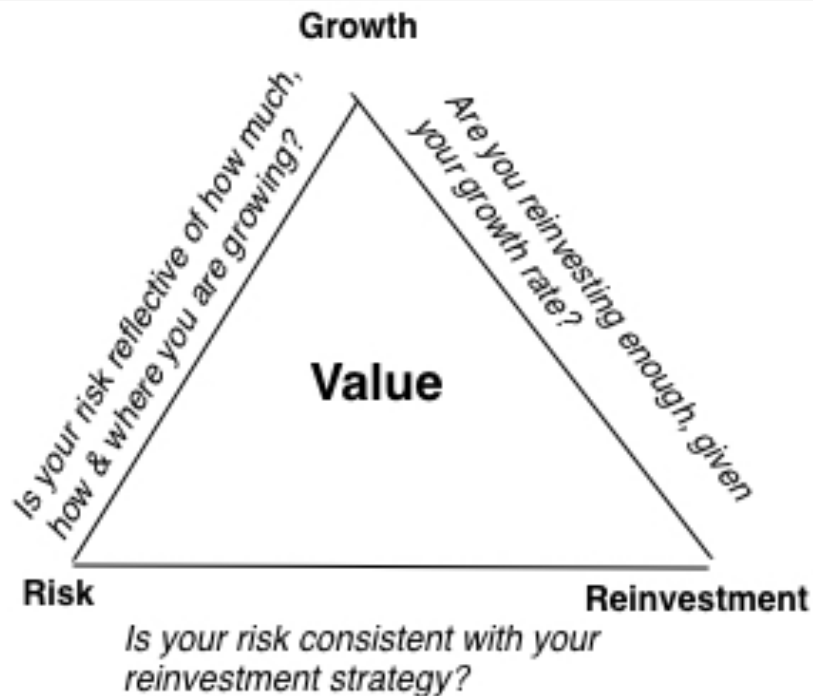 Growth
Is your risk reflective of how much,
how & where you are growing?
Are you reinvesting enough, given
your growth rate?
Value
Risk
Reinvestment
Is your risk consistent with your
reinvestment strategy?